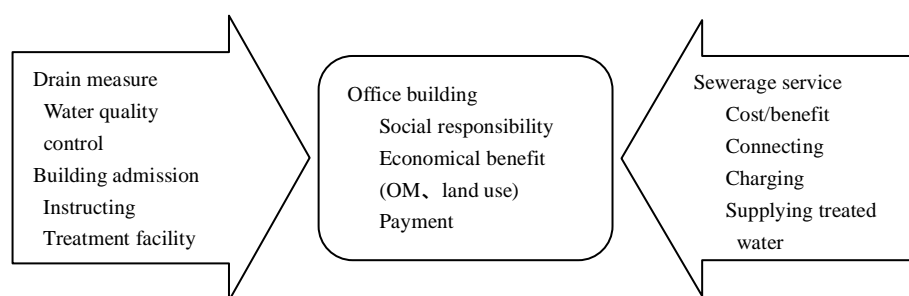 Drain measure
Water quality
control
Building admission
Instructing
Treatment facility
Office building
Social responsibility
Economical benefit
(OM、land use)
Payment
Sewerage service
Cost/benefit
Connecting
Charging
Supplying treated
water